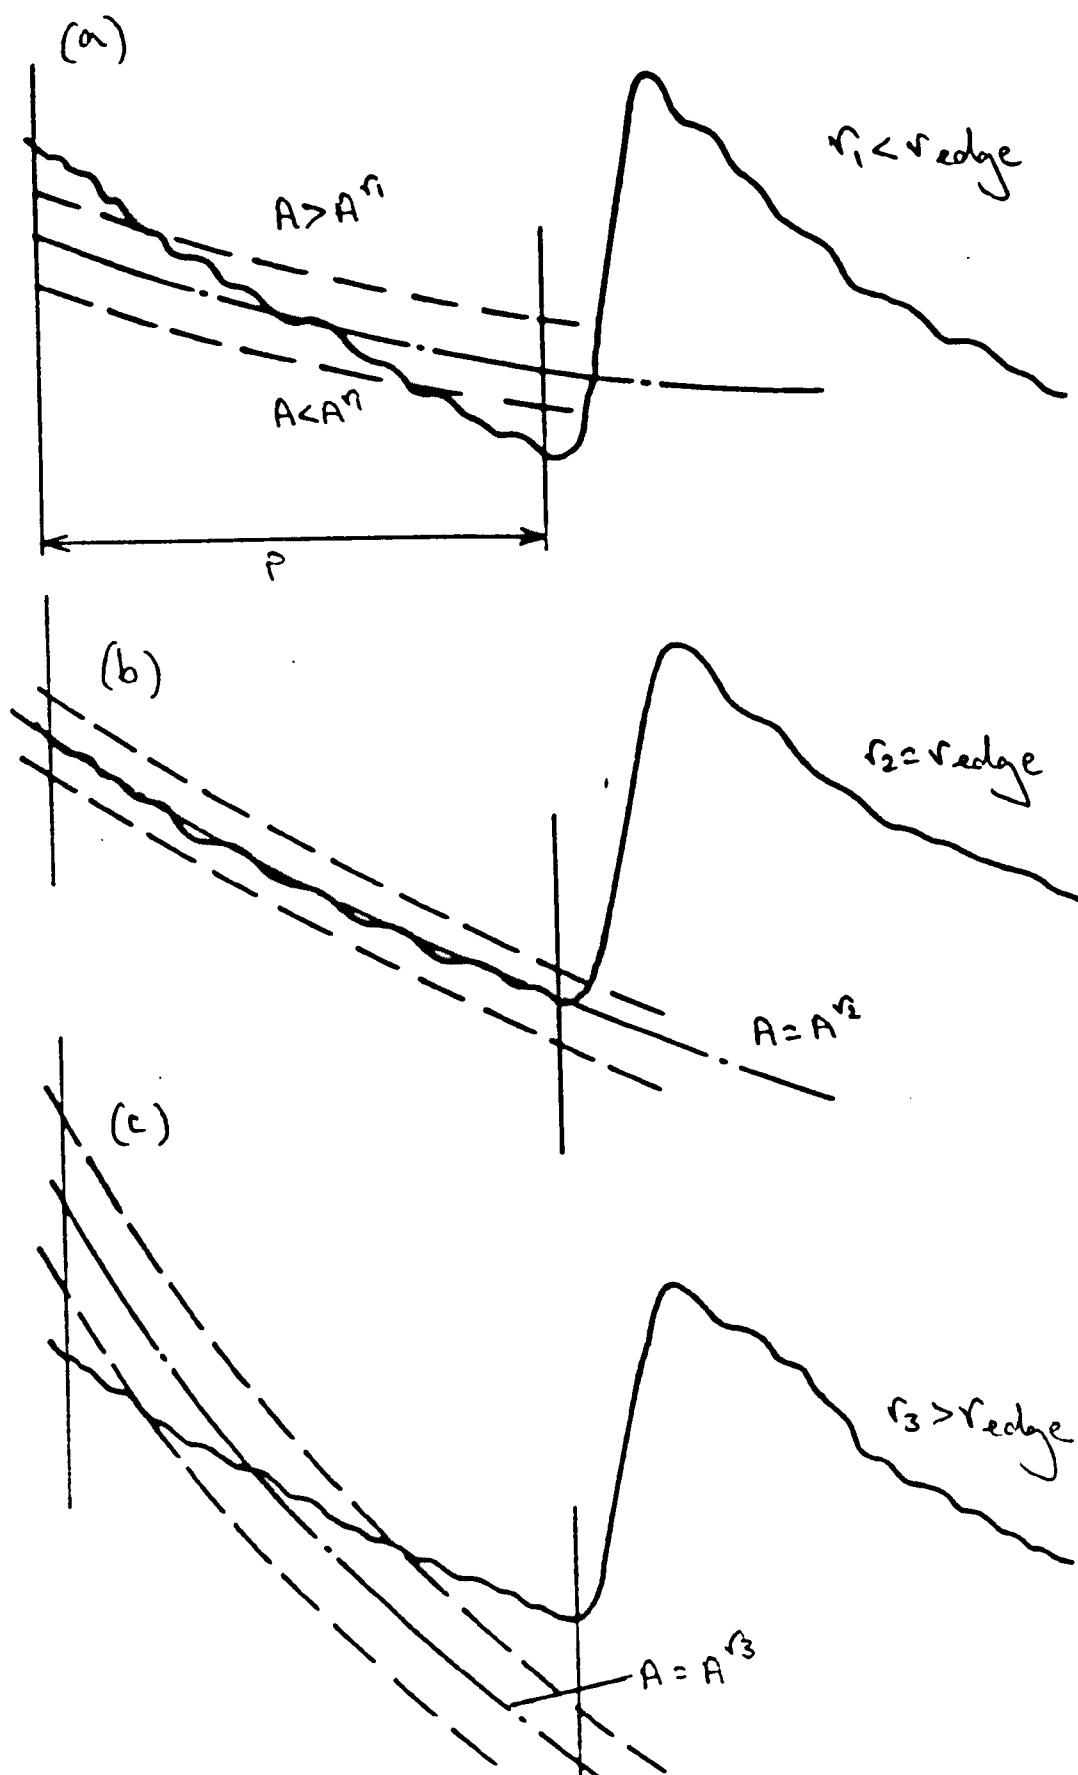 (a)
r₁ < r edge
A > A^r₁
A < A^r₁
P
(b)
r₂ = r edge
A = A^r₂
(c)
r₃ > r edge
A = A^r₃